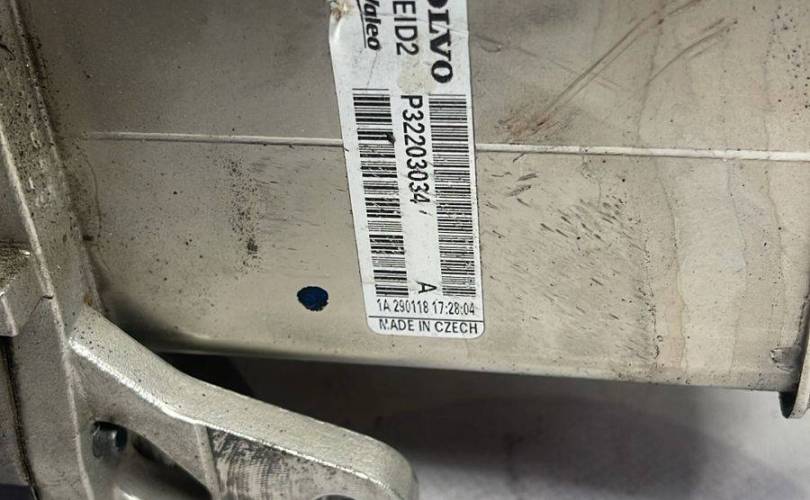 VOLVO
EID2
Valeo
P32203034
A
1A 290118 17:28:04
MADE IN CZECH